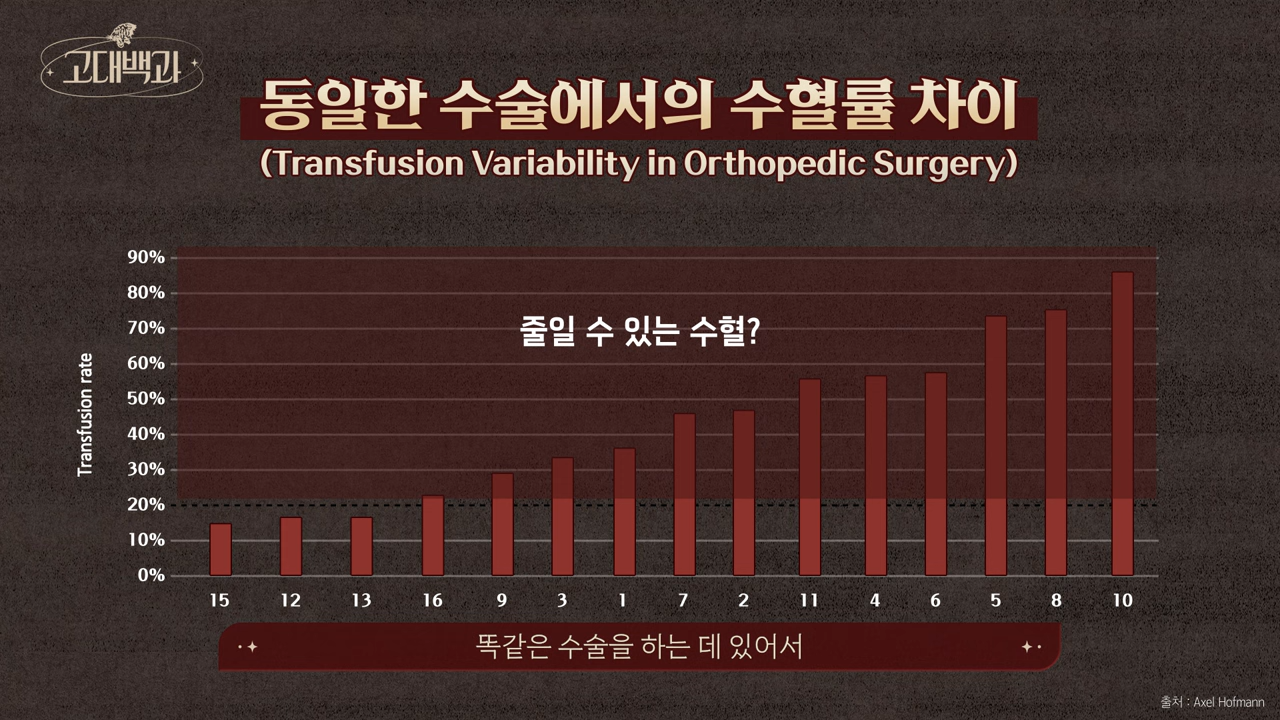 고대백과
동일한 수술에서의 수혈률 차이
(Transfusion Variability in Orthopedic Surgery)
Transfusion rate
90%
80%
70%
60%
50%
40%
30%
20%
10%
0%
줄일 수 있는 수혈?
15 12 13 16 9 3 1 7 2 11 4 6 5 8 10
똑같은 수술을 하는 데 있어서
출처 : Axel Hofmann